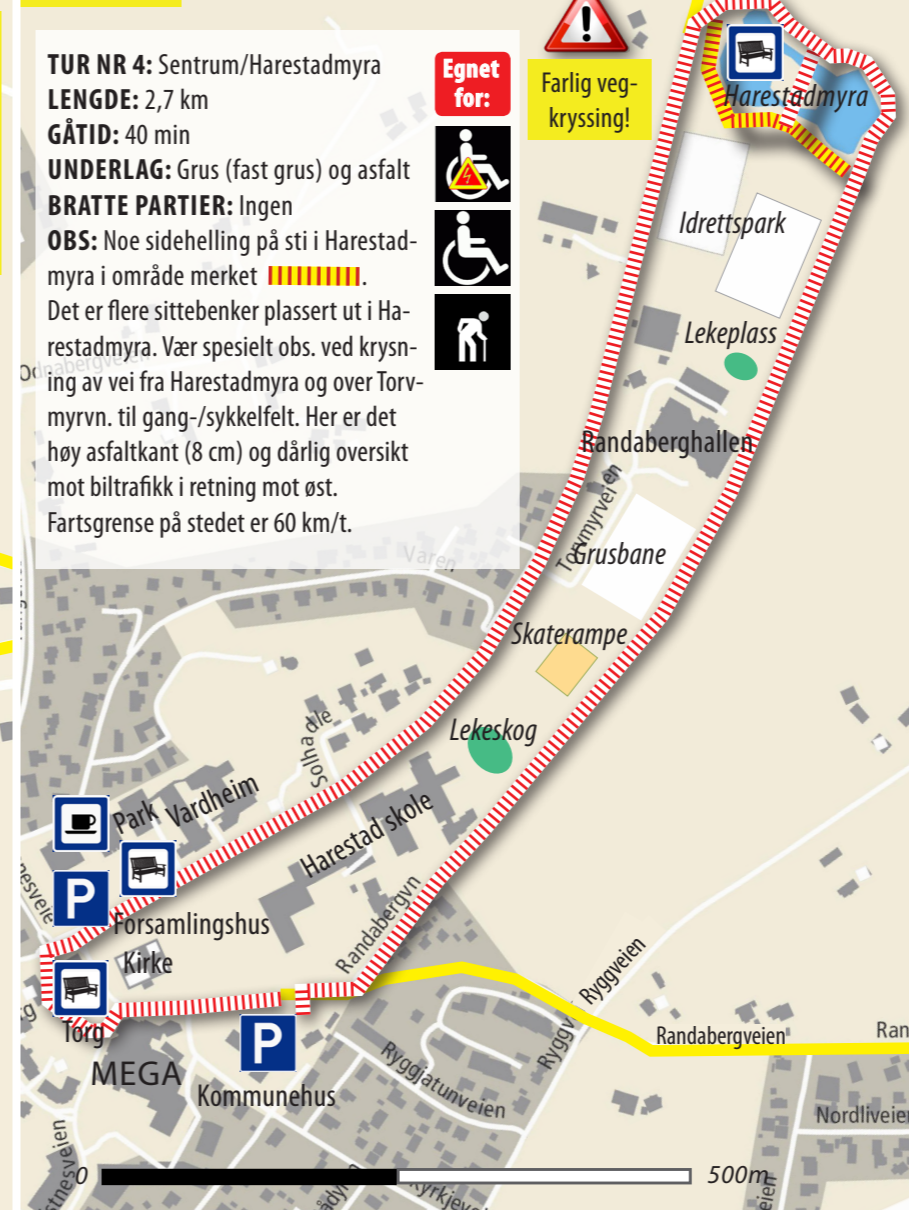 TUR NR 4: Sentrum/Harestadmyra
LENGDE: 2,7 km
GÅTID: 40 min
UNDERLAG: Grus (fast grus) og asfalt
BRATTE PARTIER: Ingen
OBS: Noe sidehelling på sti i Harestad-
myra i område merket .
Det er flere sittebenker plassert ut i Ha-
restadmyra. Vær spesielt obs. ved krysn-
ing av vei fra Harestadmyra og over Torv-
myrvn. til gang-/sykkelfelt. Her er det
høy asfaltkant (8 cm) og dårlig oversikt
mot biltrafikk i retning mot øst.
Fartsgrense på stedet er 60 km/t.
Egnet
for:
Farlig veg-
kryssing!
Harestadmyra
Idrettspark
Lekeplass
Odnabergveien
Randaberghallen
Torvmyrveien
Grusbane
Varen
Skaterampe
Solhadle
Lekeskog
Park
Vardheim
Harestad skole
P
Forsamlingshus
Kirke
Randabergvn
Torg
MEGA
P
Kommunehus
Ryggveien
Ryggv
Randabergveien
Ran
Ryggjatunveien
Nordliveien
stnesveien
0
500m